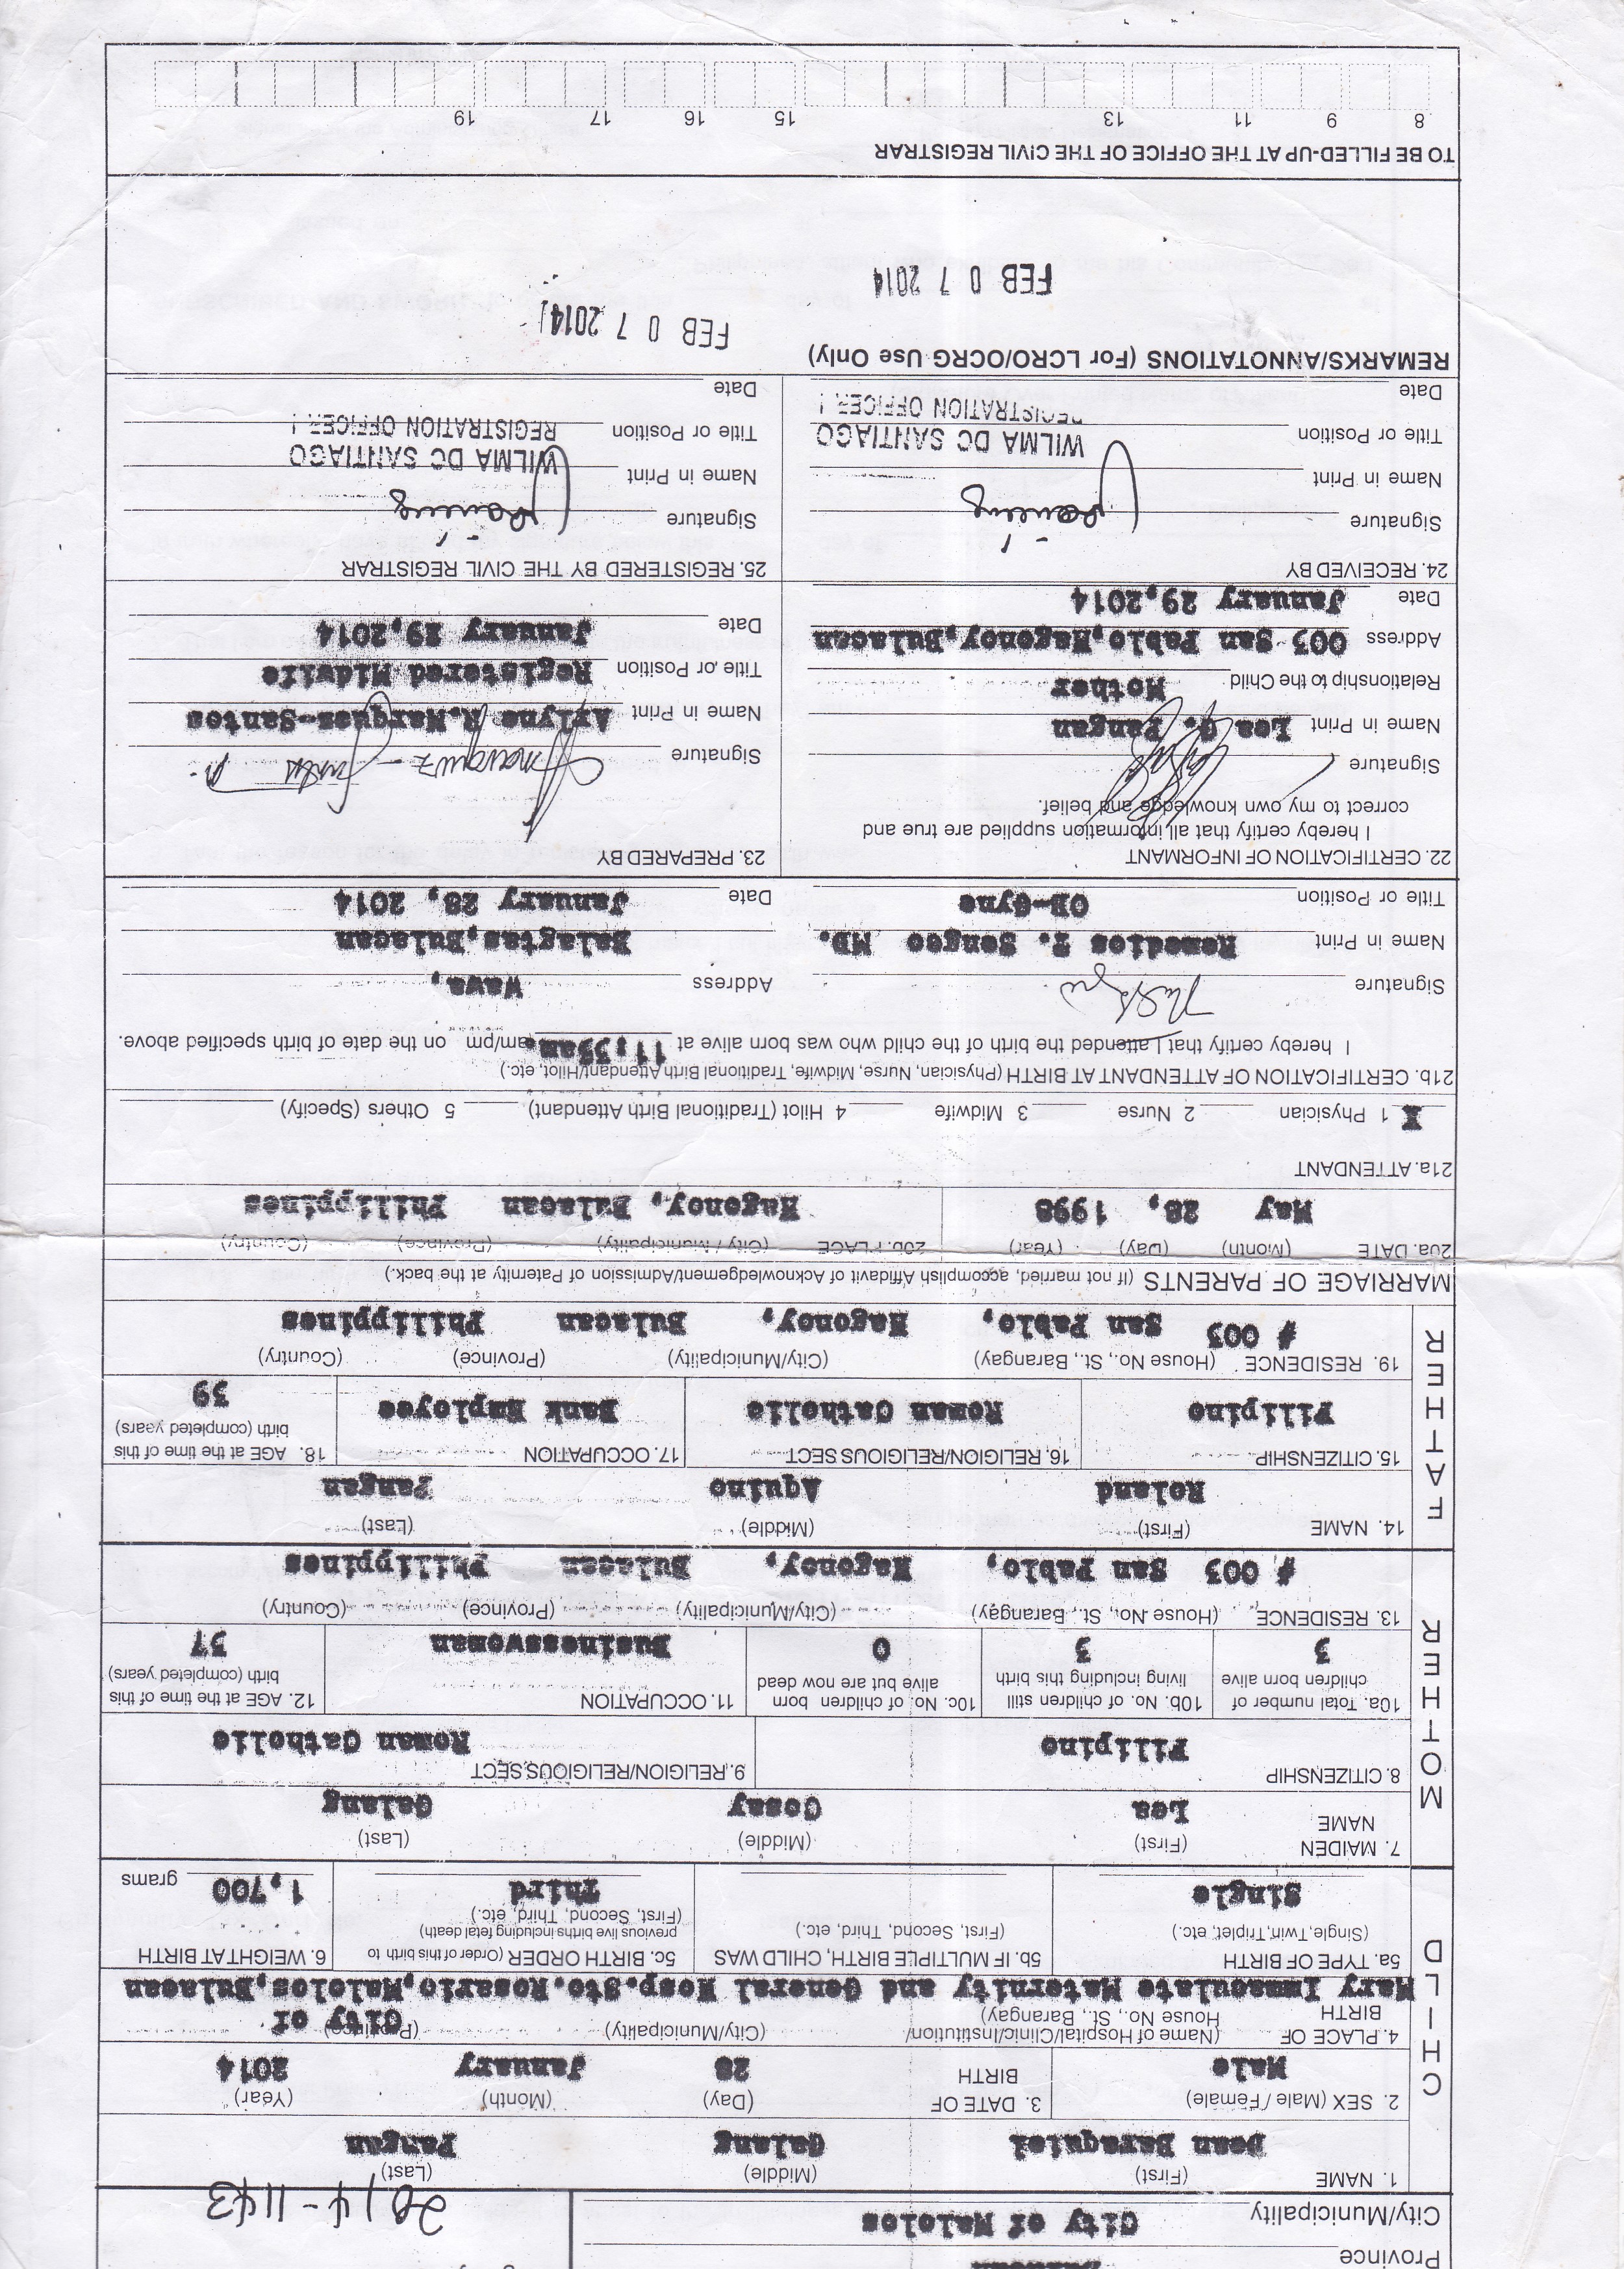 Province Bulacan
City/Municipality City of Malolos
2014-1143
1. NAME (First) (Middle) (Last)
Dean Baraquiel Galang Pangan
CHILD
2. SEX (Male / Female) 3. DATE OF BIRTH (Day) (Month) (Year)
Male 28 January 2014
4. PLACE OF BIRTH (Name of Hospital/Clinic/Institution/ House No., St., Barangay) (City/Municipality) (Province)
City of
Mary Immaculate Maternity and General Hosp.Sto.Rosario,Malolos,Bulacan
5a. TYPE OF BIRTH (Single, Twin, Triplet, etc.) 5b. IF MULTIPLE BIRTH, CHILD WAS (First, Second, Third, etc.) 5c. BIRTH ORDER (Order of this birth to previous live births including fetal death) (First, Second, Third, etc.) 6. WEIGHT AT BIRTH
Single Third 1,700 grams
MOTHER
7. MAIDEN NAME (First) (Middle) (Last)
Lea Cosay Galang
8. CITIZENSHIP 9. RELIGION/RELIGIOUS SECT
Filipino Roman Catholic
10a. Total number of children born alive 10b. No. of children still living including this birth 10c. No. of children born alive but are now dead 11. OCCUPATION 12. AGE at the time of this birth (completed years)
3 3 0 Businesswoman 37
13. RESIDENCE (House No., St., Barangay) (City/Municipality) (Province) (Country)
# 003 San Pablo, Hagonoy, Bulacan Philippines
FATHER
14. NAME (First) (Middle) (Last)
Roland Aquino Pangan
15. CITIZENSHIP 16. RELIGION/RELIGIOUS SECT 17. OCCUPATION 18. AGE at the time of this birth (completed years)
Filipino Roman Catholic Bank Employee 39
19. RESIDENCE (House No., St., Barangay) (City/Municipality) (Province) (Country)
# 003 San Pablo, Hagonoy, Bulacan Philippines
MARRIAGE OF PARENTS (If not married, accomplish Affidavit of Acknowledgement/Admission of Paternity at the back.)
20a. DATE (Month) (Day) (Year) 20b. PLACE (City / Municipality) (Province) (Country)
May 28, 1998 Hagonoy, Bulacan Philippines
21a. ATTENDANT
X 1 Physician 2 Nurse 3 Midwife 4 Hilot (Traditional Birth Attendant) 5 Others (Specify)
21b. CERTIFICATION OF ATTENDANT AT BIRTH (Physician, Nurse, Midwife, Traditional Birth Attendant/Hilot, etc.)
I hereby certify that I attended the birth of the child who was born alive at 11:39am am/pm on the date of birth specified above.
Signature Address Wawa,
Name in Print Remedios T. Songco MD. Balagtas,Bulacan
Title or Position OB-Gyne Date January 28, 2014
22. CERTIFICATION OF INFORMANT
I hereby certify that all information supplied are true and
correct to my own knowledge and belief.
Signature
Name in Print Lea G. Pangan
Relationship to the Child Mother
Address 003 San Pablo,Hagonoy,Bulacan
Date January 29,2014
23. PREPARED BY
Signature
Name in Print Arlyne R.Marquez-Santos
Title or Position Registered Midwife
Date January 29,2014
24. RECEIVED BY
Signature
Name in Print
Title or Position WILMA DC SANTIAGO
REGISTRATION OFFICER I
Date
25. REGISTERED BY THE CIVIL REGISTRAR
Signature
Name in Print WILMA DC SANTIAGO
Title or Position REGISTRATION OFFICER I
Date
REMARKS/ANNOTATIONS (For LCRO/OCRG Use Only)
FEB 0 7 2014
FEB 0 7 2014
TO BE FILLED-UP AT THE OFFICE OF THE CIVIL REGISTRAR
8 9 11 13 15 16 17 19